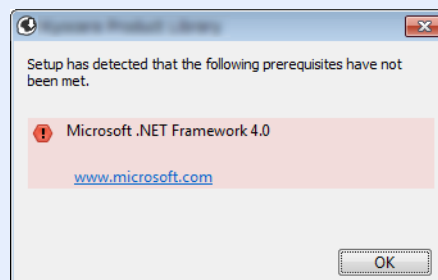 Setup has detected that the following prerequisites have not
been met.
Microsoft .NET Framework 4.0
www.microsoft.com
OK